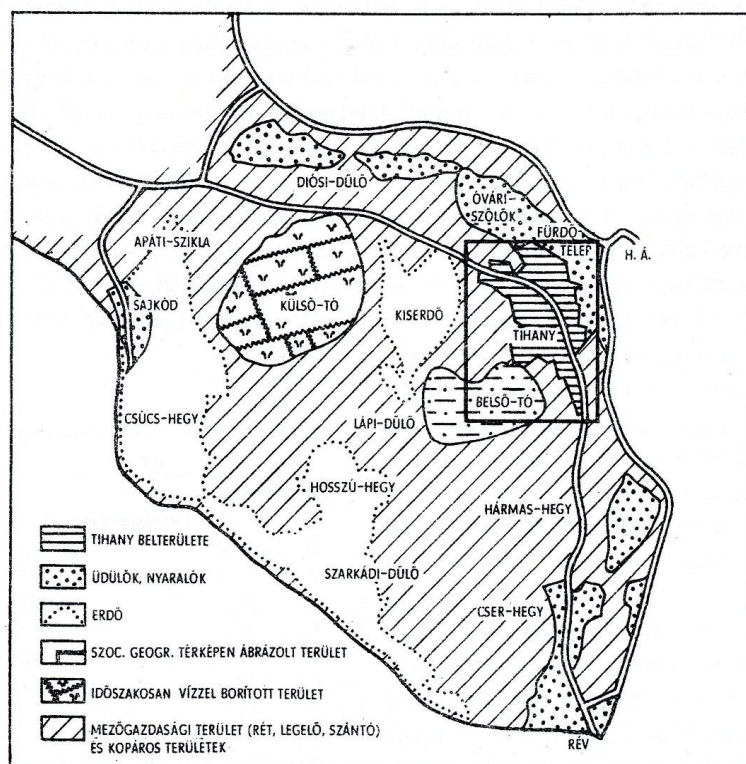 DIÓSI-DŰLŐ
ÓVÁRI-
SZŐLŐK
FÜRDŐ
TELEP
H. Á.
APÁTI-SZIKLA
SAJKOD
KÜLSŐ-TÓ
KISERDŐ
TIHANY
BELSŐ-TÓ
CSÚCS-HEGY
LÁPI-DŰLŐ
HOSSZÚ-HEGY
HÁRMAS-HEGY
SZARKÁDI-DŰLŐ
CSER-HEGY
RÉV
TIHANY BELTERÜLETE
ÜDÜLŐK, NYARALÓK
ERDŐ
SZOC. GEOGR. TÉRKÉPEN ÁBRÁZOLT TERÜLET
IDŐSZAKOSAN VÍZZEL BORÍTOTT TERÜLET
MEZŐGAZDASÁGI TERÜLET (RÉT, LEGELŐ, SZÁNTÓ)
ÉS KOPÁROS TERÜLETEK